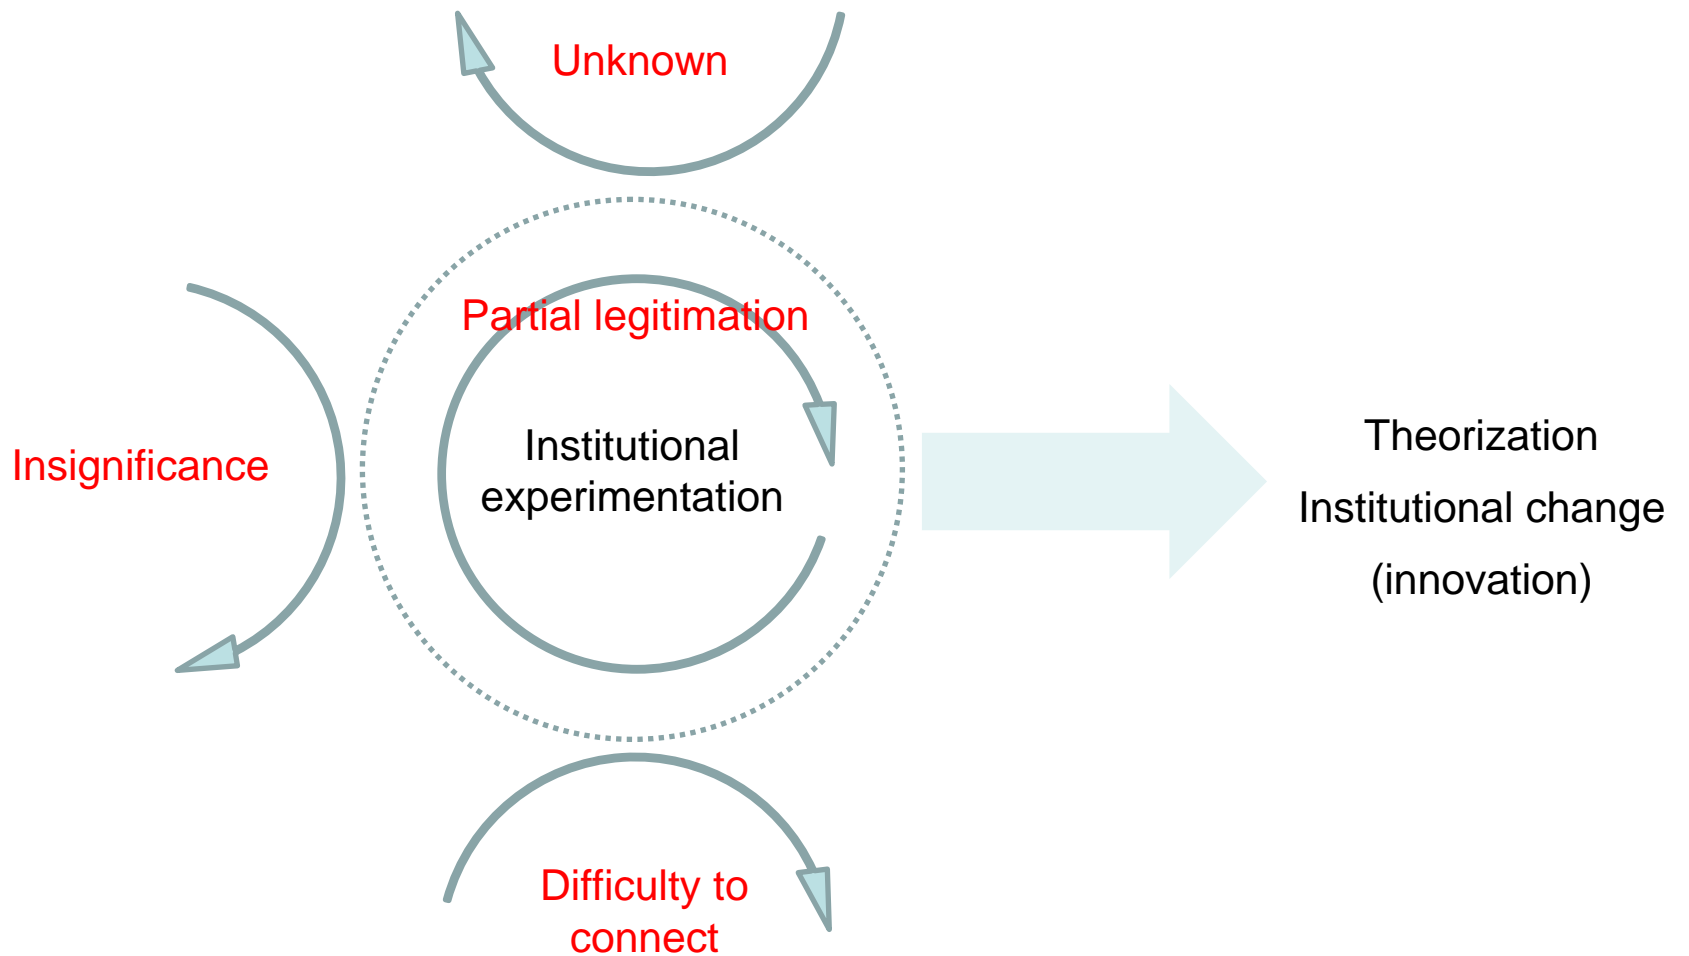 Unknown
Partial legitimation
Insignificance
Institutional
experimentation
Theorization
Institutional change
(innovation)
Difficulty to
connect